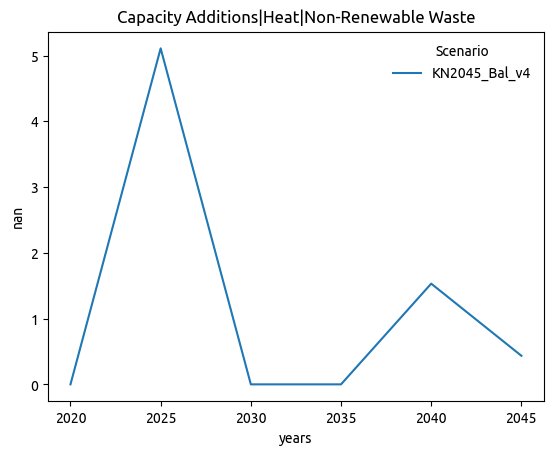 Capacity Additions|Heat|Non-Renewable Waste
Scenario
KN2045_Bal_v4
5
4
3
2
1
0
nan
2020 2025 2030 2035 2040 2045
years